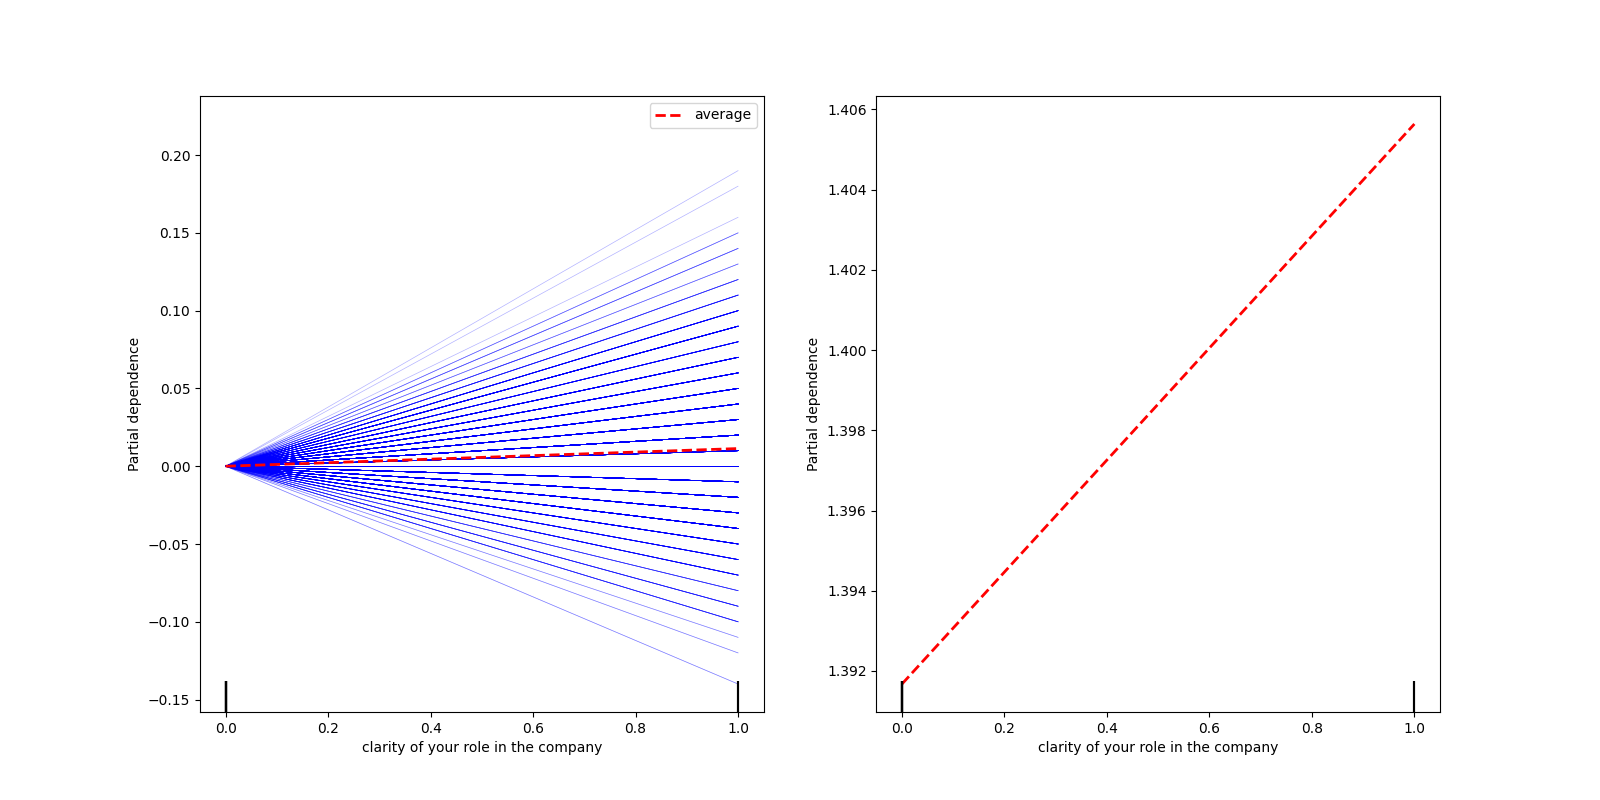 average
0.20
0.15
0.10
0.05
0.00
−0.05
−0.10
−0.15
Partial dependence
0.0 0.2 0.4 0.6 0.8 1.0
clarity of your role in the company
1.406
1.404
1.402
1.400
1.398
1.396
1.394
1.392
Partial dependence
0.0 0.2 0.4 0.6 0.8 1.0
clarity of your role in the company